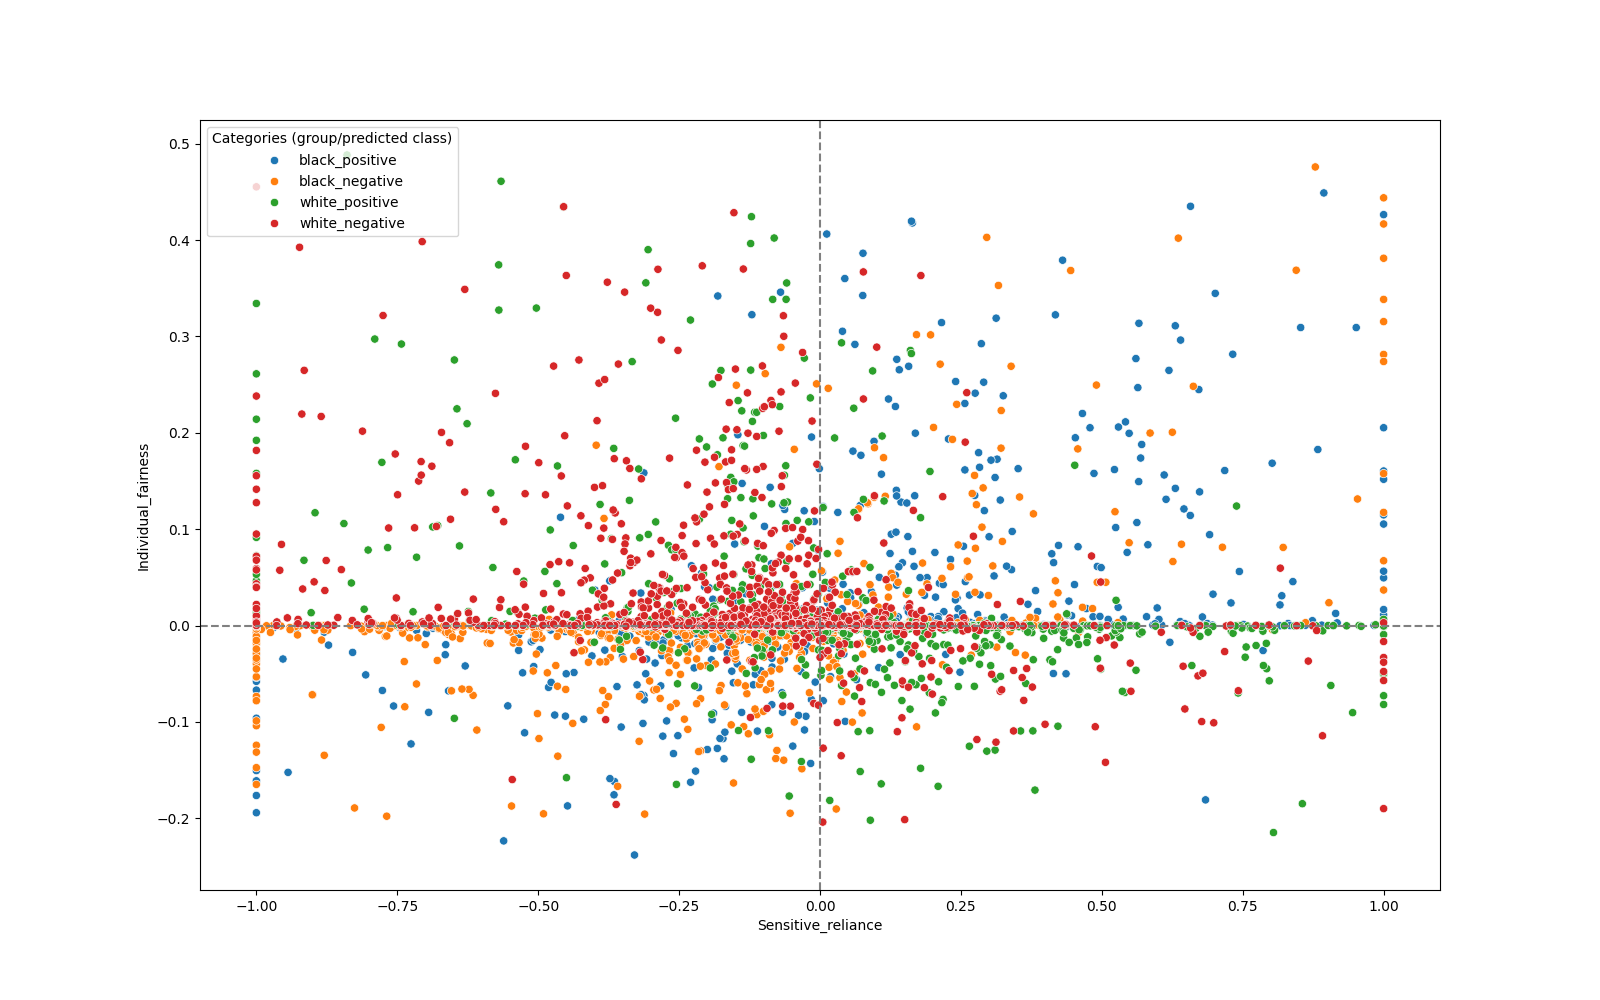 Categories (group/predicted class)
black_positive
black_negative
white_positive
white_negative
0.5
0.4
0.3
0.2
0.1
0.0
−0.1
−0.2
Individual_fairness
−1.00
−0.75
−0.50
−0.25
0.00
0.25
0.50
0.75
1.00
Sensitive_reliance